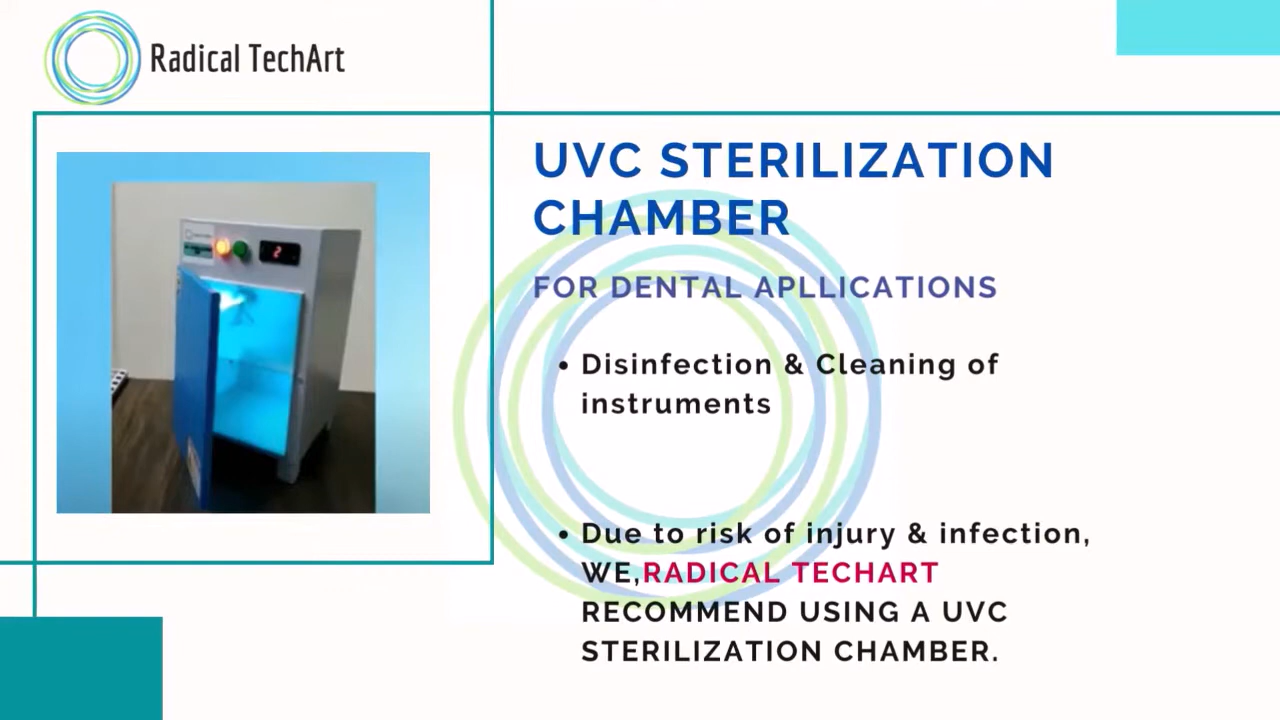 Radical TechArt
UVC STERILIZATION
CHAMBER
FOR DENTAL APLLICATIONS
2
• Disinfection & Cleaning of
instruments
• Due to risk of injury & infection,
WE,RADICAL TECHART
RECOMMEND USING A UVC
STERILIZATION CHAMBER.